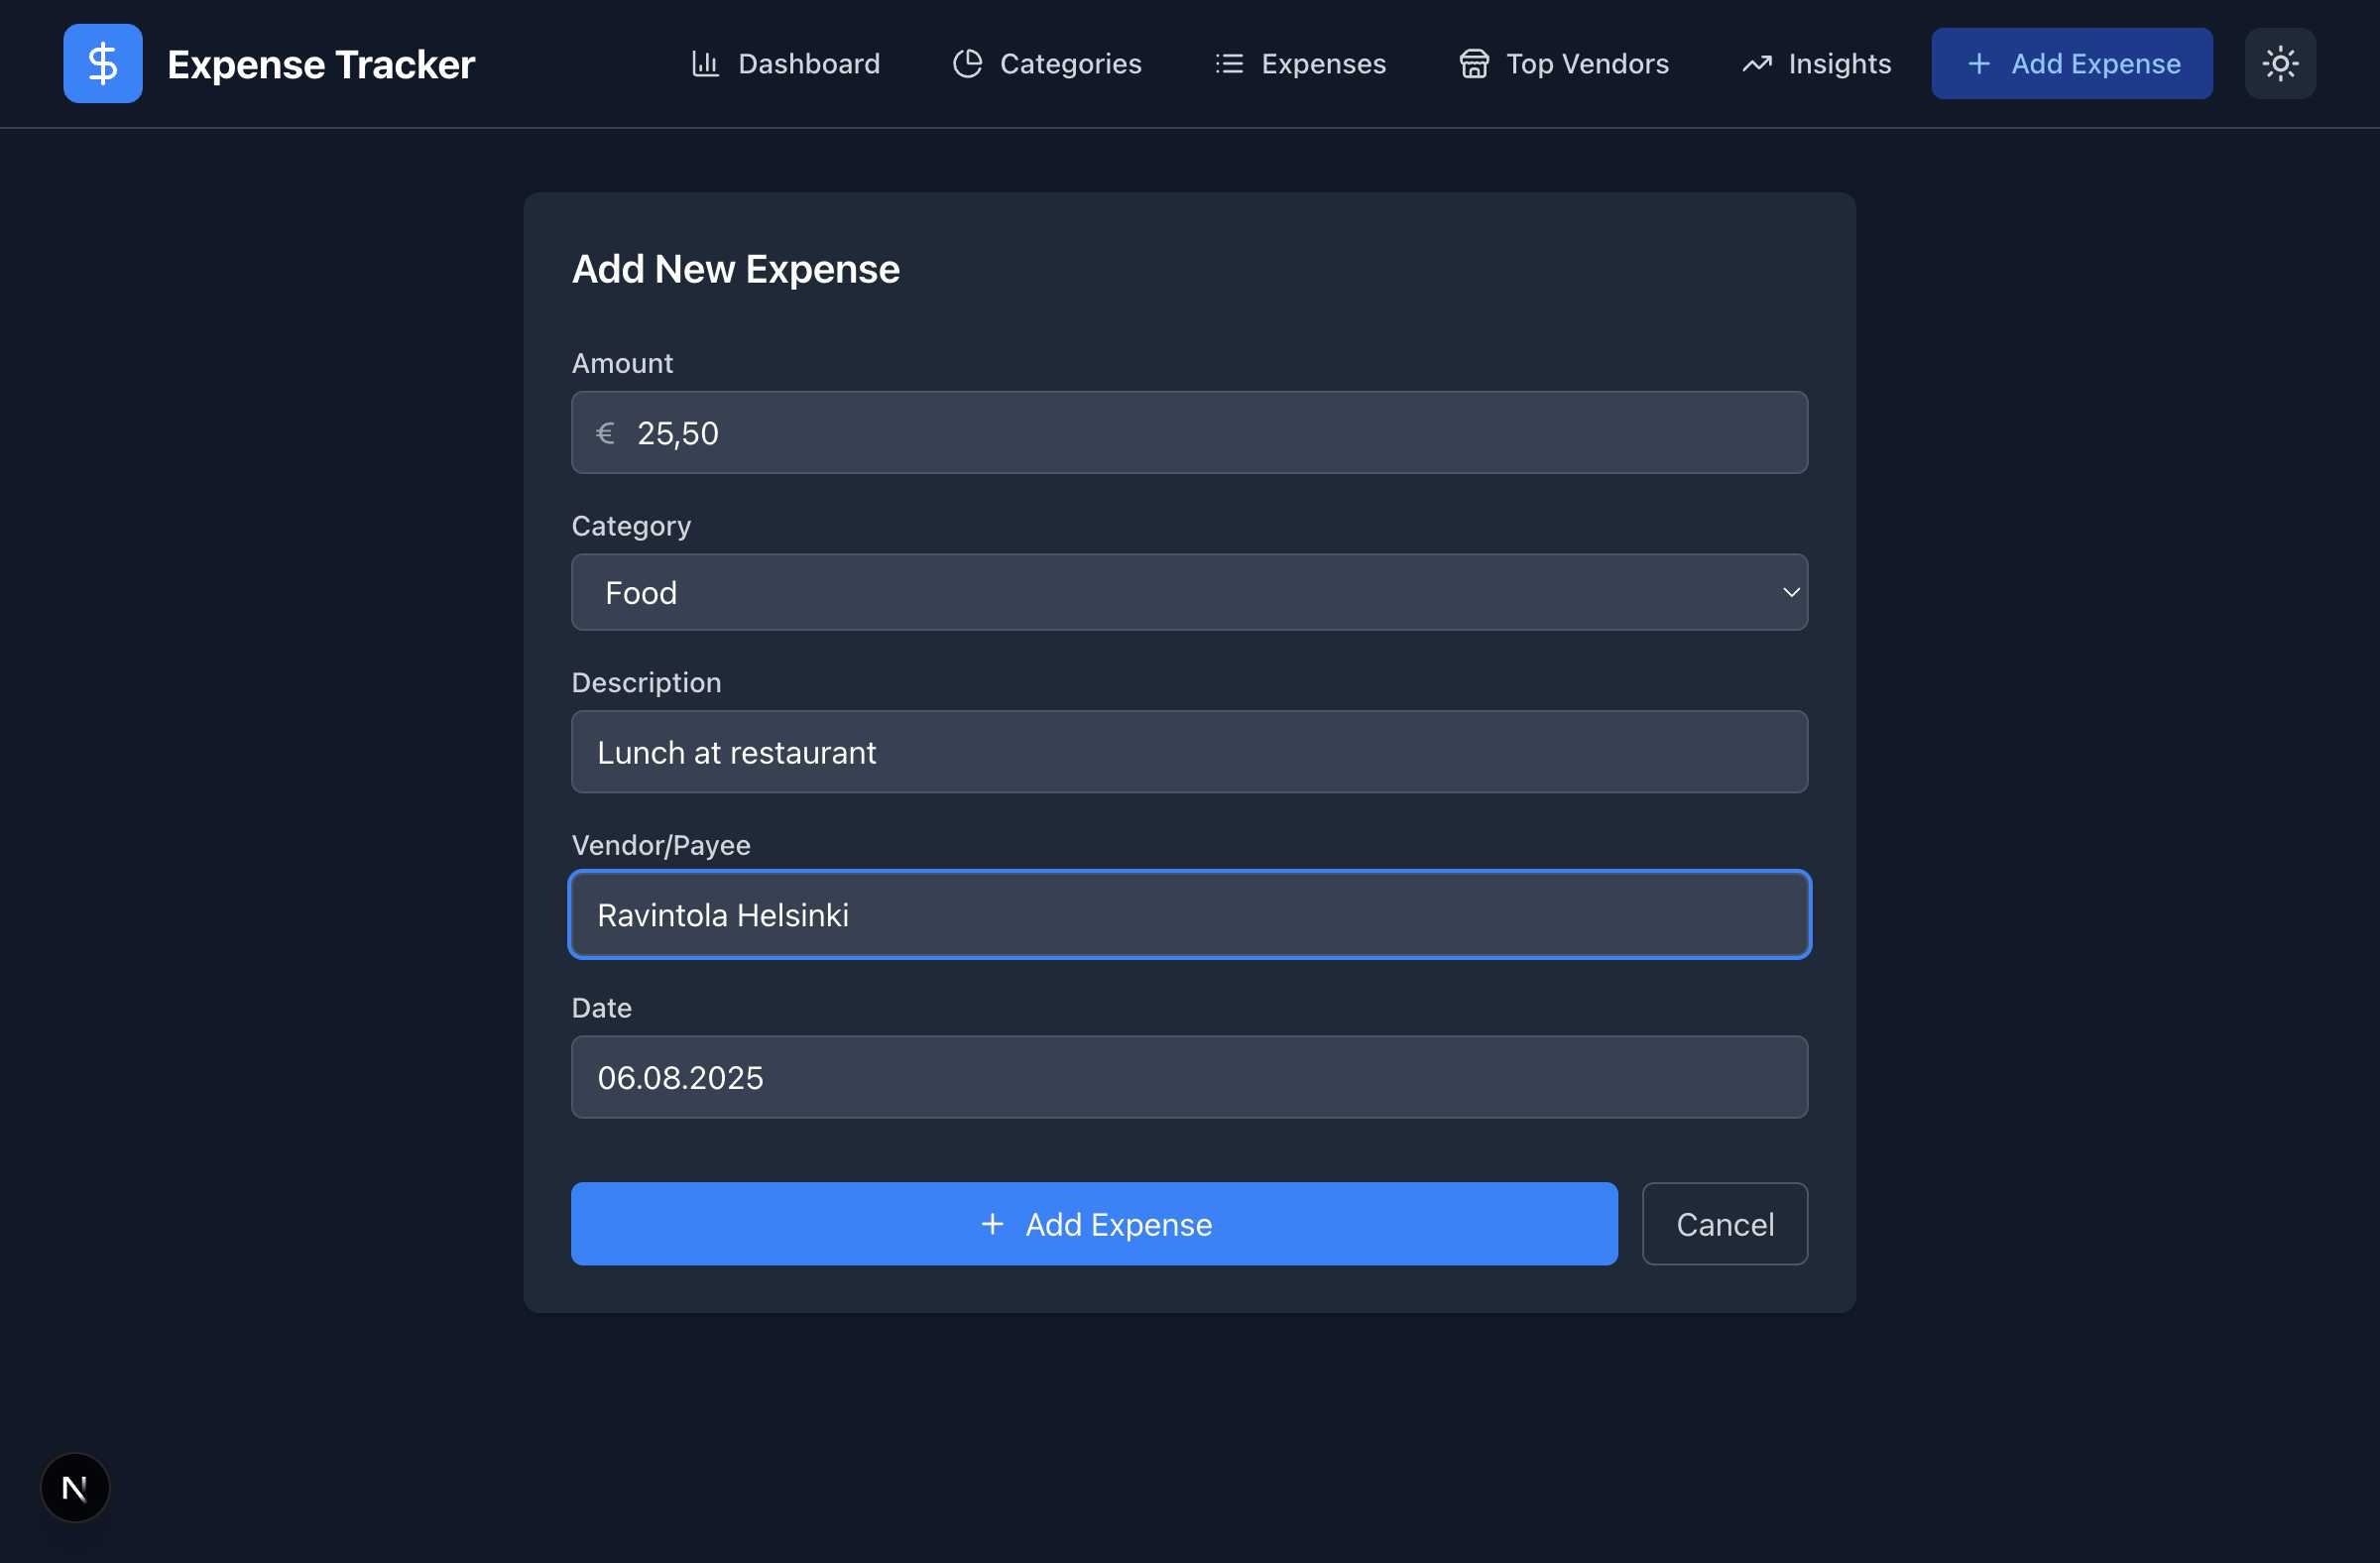 $ Expense Tracker
Dashboard
Categories
Expenses
Top Vendors
Insights
+ Add Expense
Add New Expense
Amount
€ 25,50
Category
Food
Description
Lunch at restaurant
Vendor/Payee
Ravintola Helsinki
Date
06.08.2025
+ Add Expense
Cancel
N